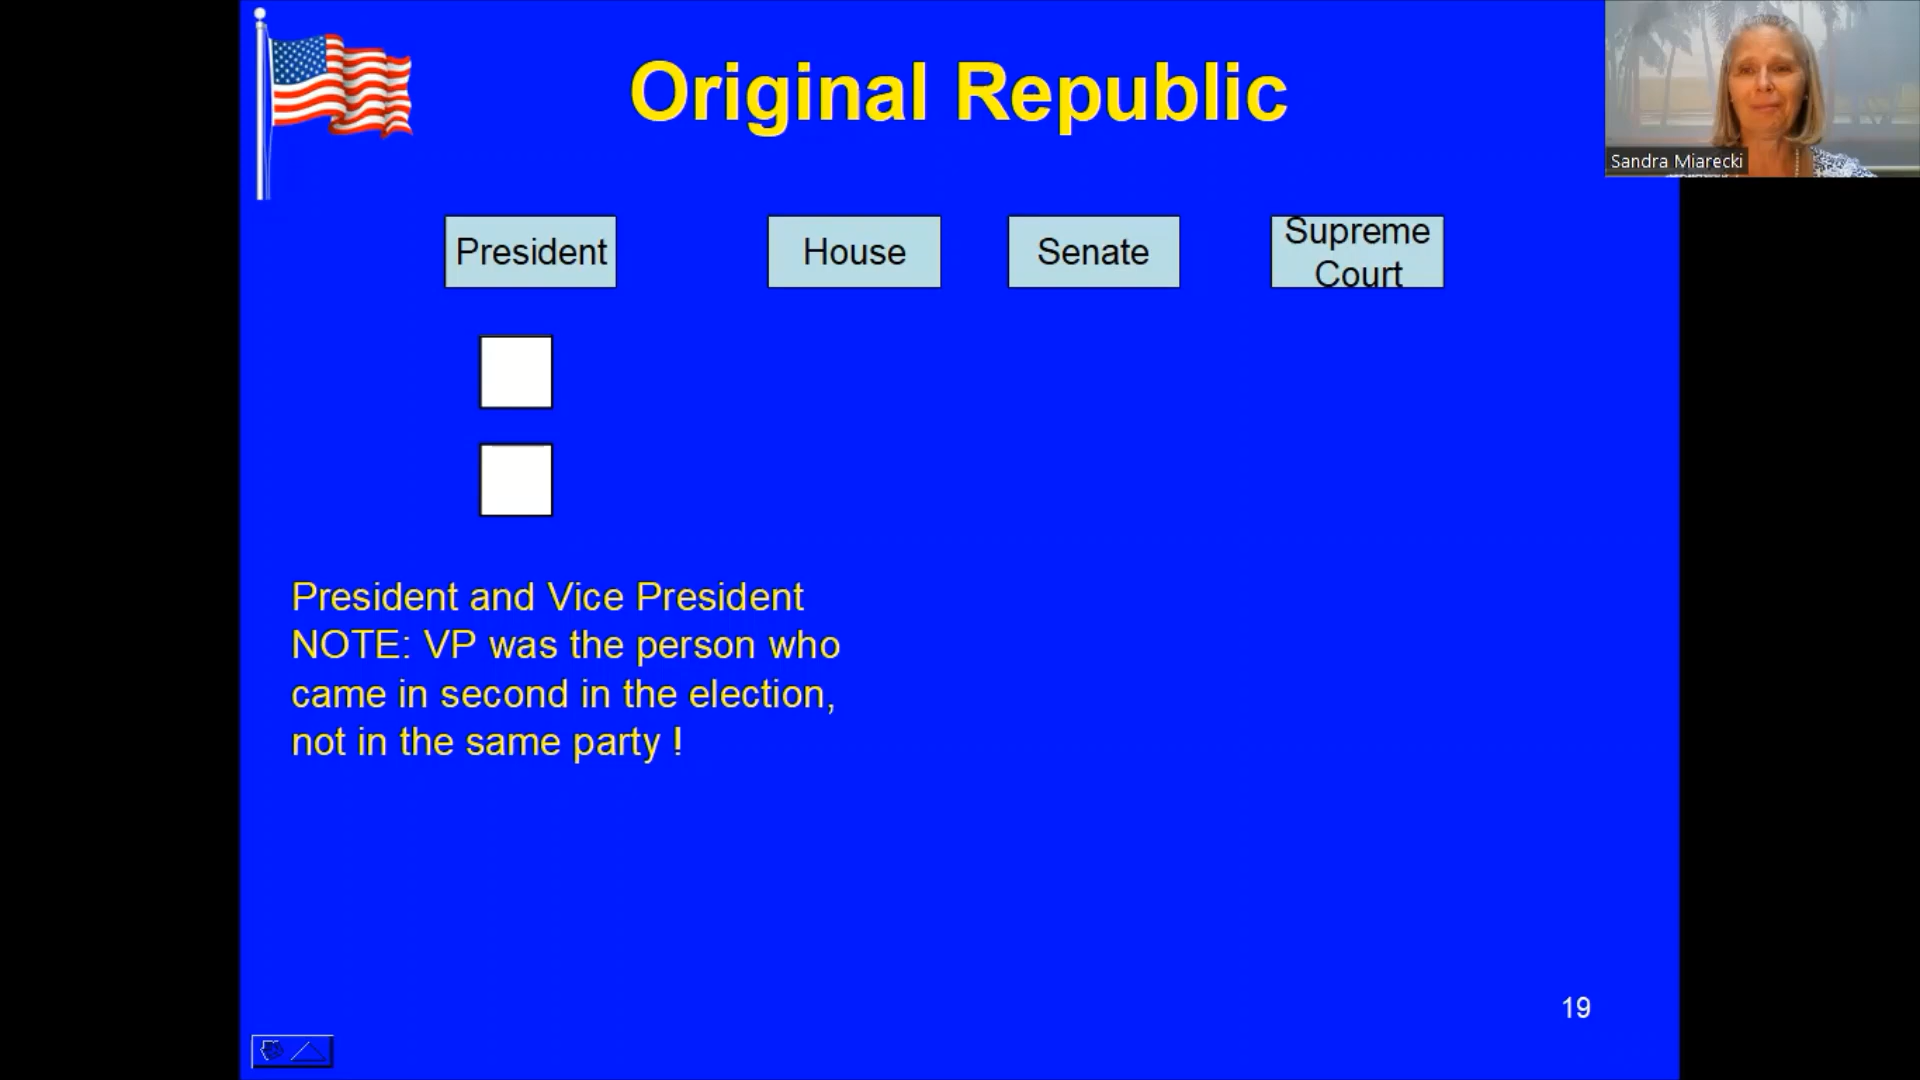 Original Republic
Sandra Miarecki
President
House
Senate
Supreme
Court
President and Vice President
NOTE: VP was the person who
came in second in the election,
not in the same party !
19